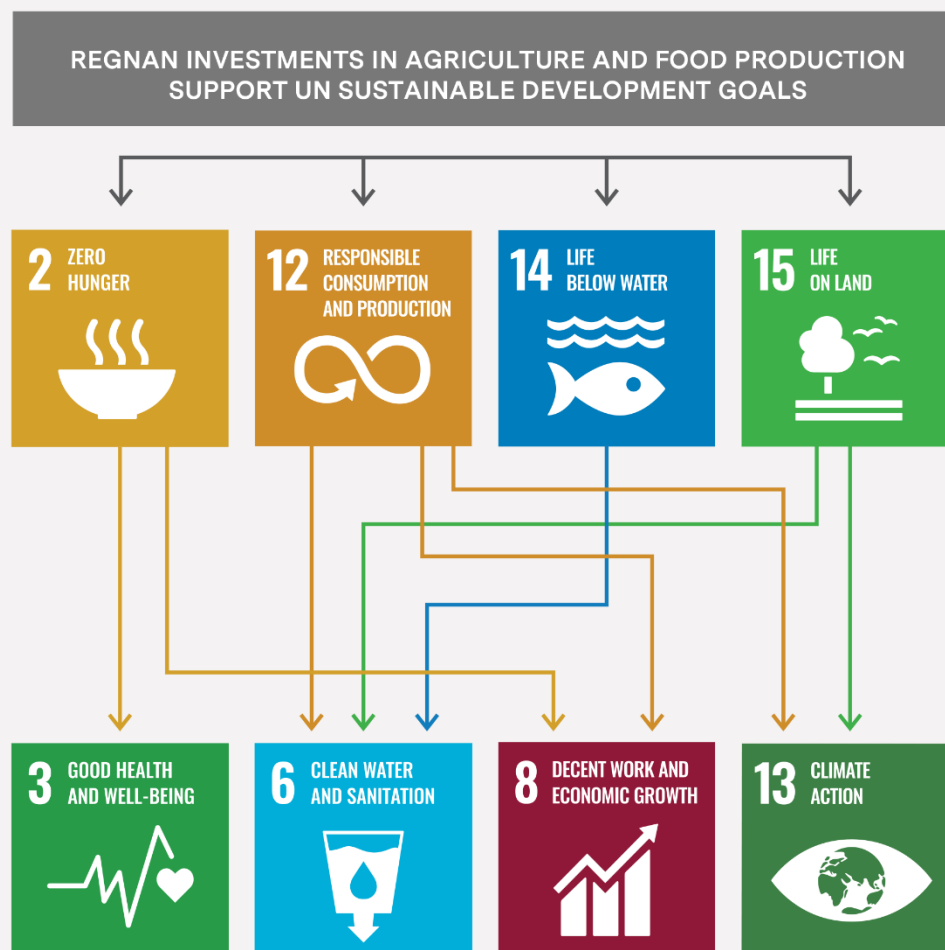 REGNAN INVESTMENTS IN AGRICULTURE AND FOOD PRODUCTION
SUPPORT UN SUSTAINABLE DEVELOPMENT GOALS
2 ZERO
HUNGER
12 RESPONSIBLE
CONSUMPTION
AND PRODUCTION
14 LIFE
BELOW WATER
15 LIFE
ON LAND
3 GOOD HEALTH
AND WELL-BEING
6 CLEAN WATER
AND SANITATION
8 DECENT WORK AND
ECONOMIC GROWTH
13 CLIMATE
ACTION